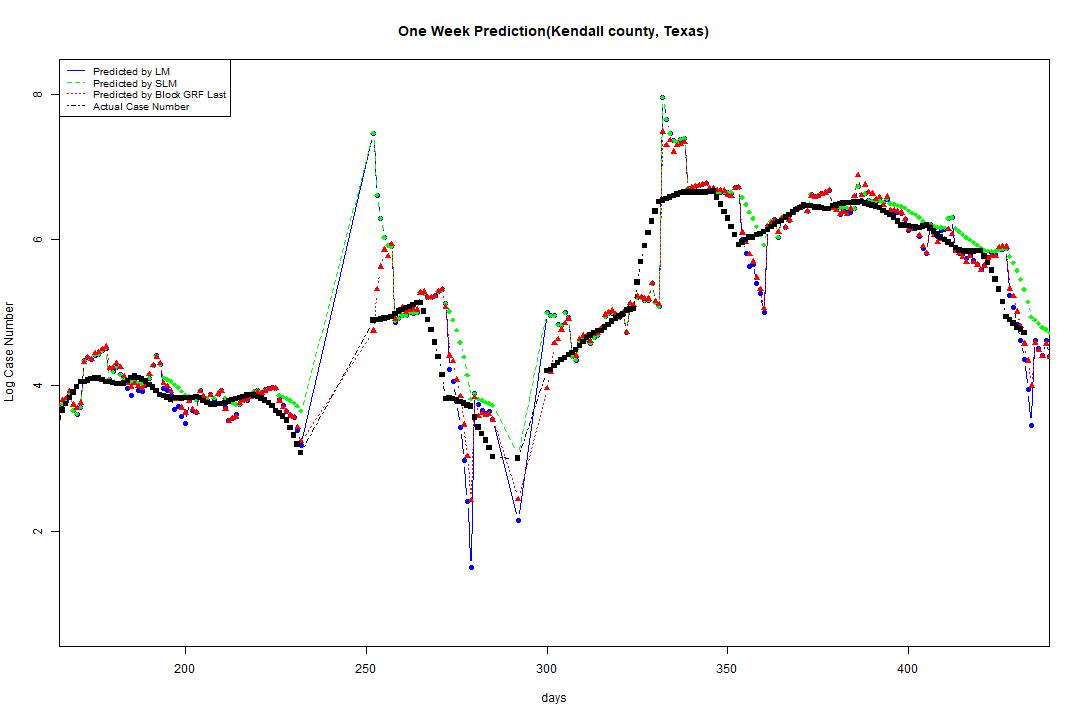 One Week Prediction(Kendall county, Texas)
Predicted by LM
Predicted by SLM
Predicted by Block GRF Last
Actual Case Number
8
6
4
2
Log Case Number
200 250 300 350 400
days